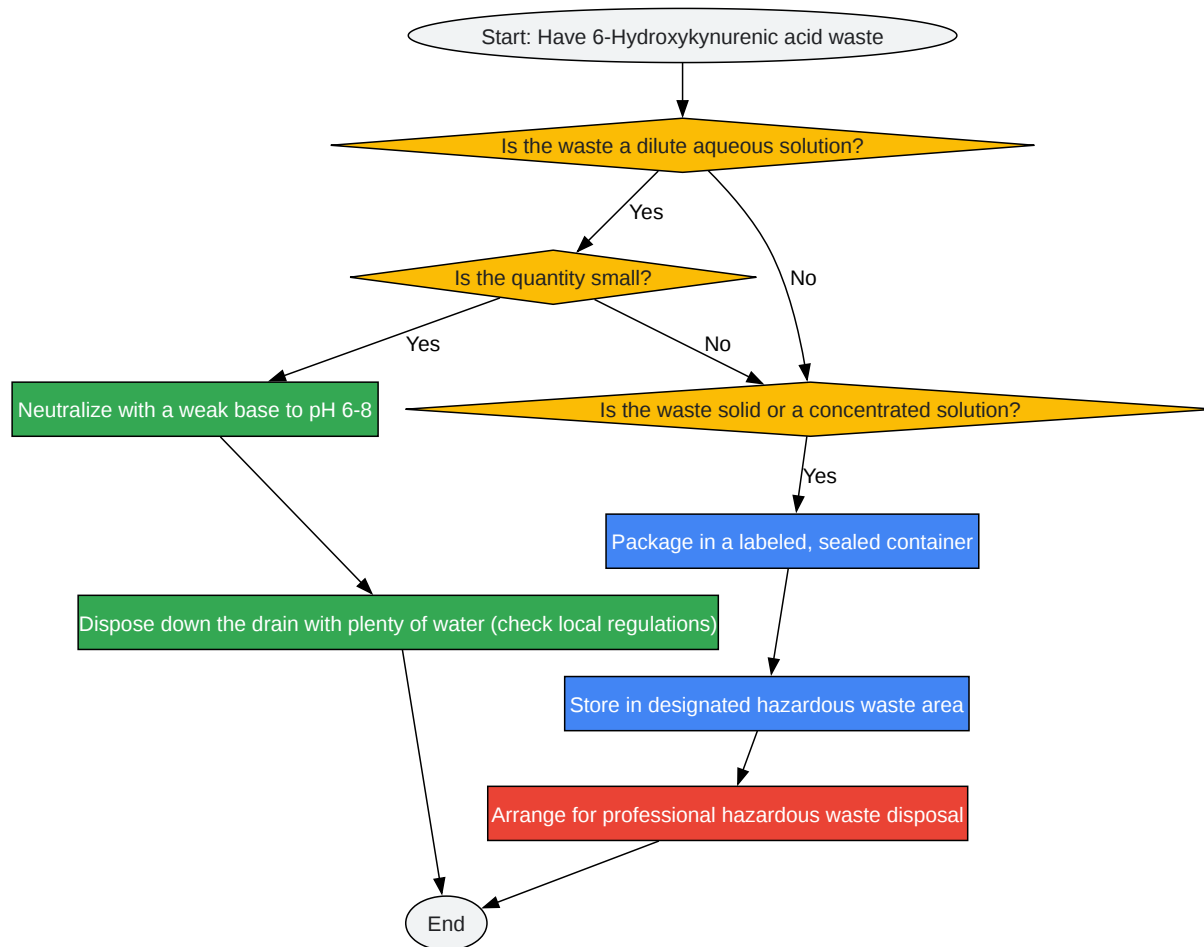 Start: Have 6-Hydroxykynurenic acid waste
Is the waste a dilute aqueous solution?
Yes
Is the quantity small?
No
Yes
No
Neutralize with a weak base to pH 6-8
Is the waste solid or a concentrated solution?
Yes
Package in a labeled, sealed container
Dispose down the drain with plenty of water (check local regulations)
Store in designated hazardous waste area
Arrange for professional hazardous waste disposal
End